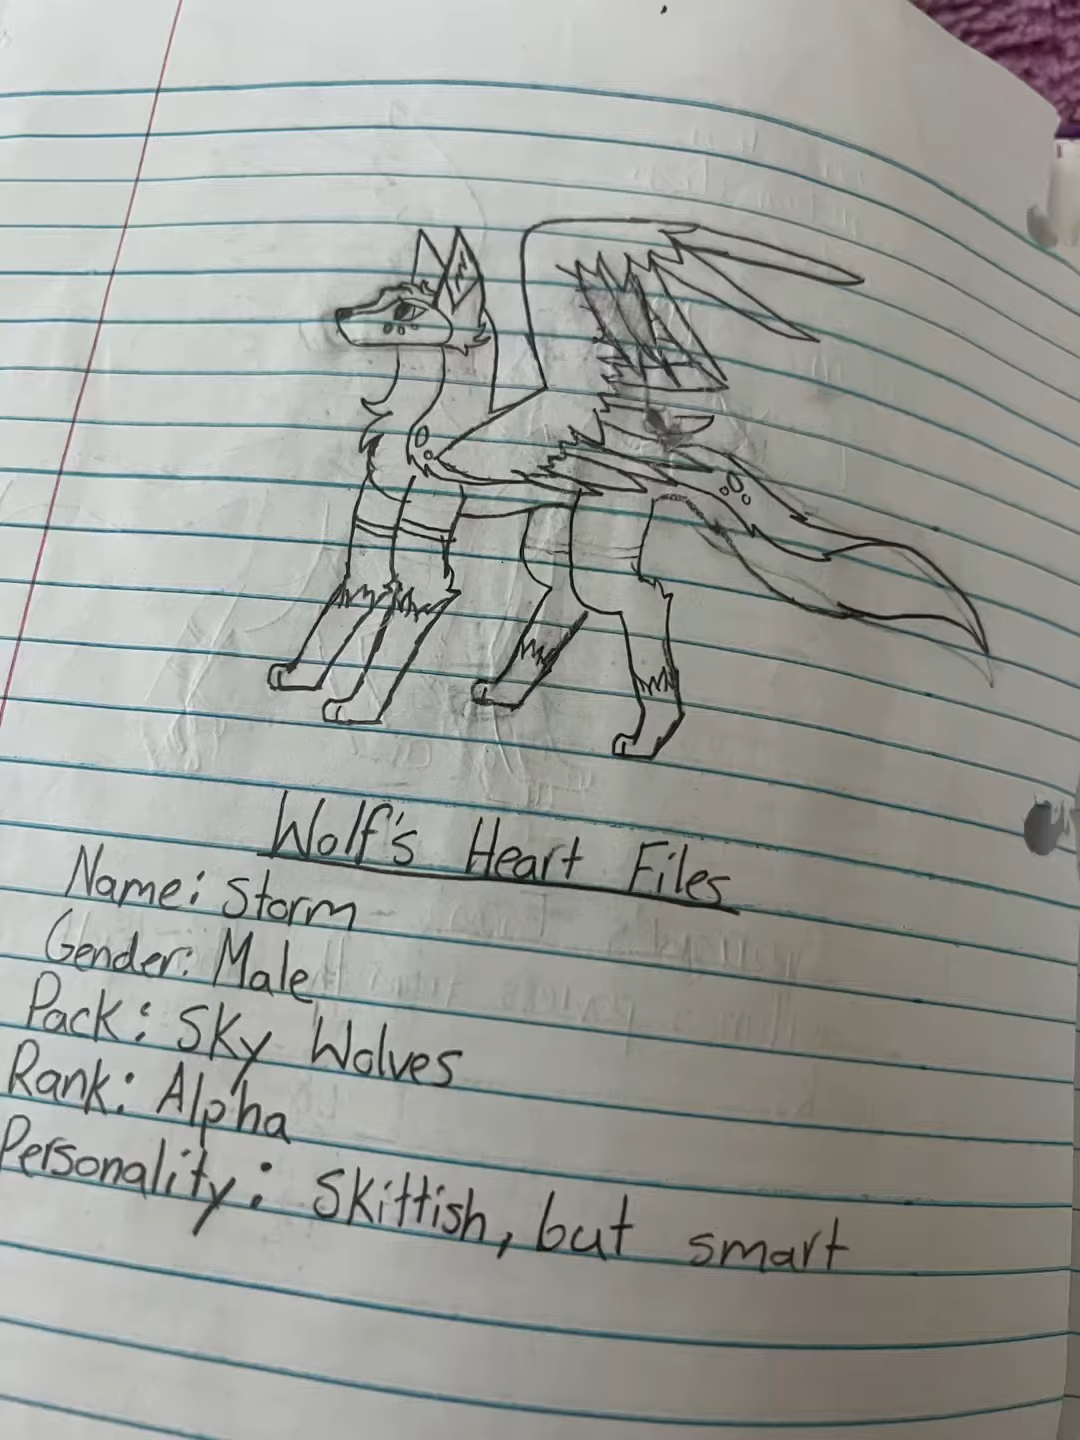 Wolf's Heart Files
Name: Storm
Gender: Male
Pack: Sky Wolves
Rank: Alpha
Personality: Skittish, but smart